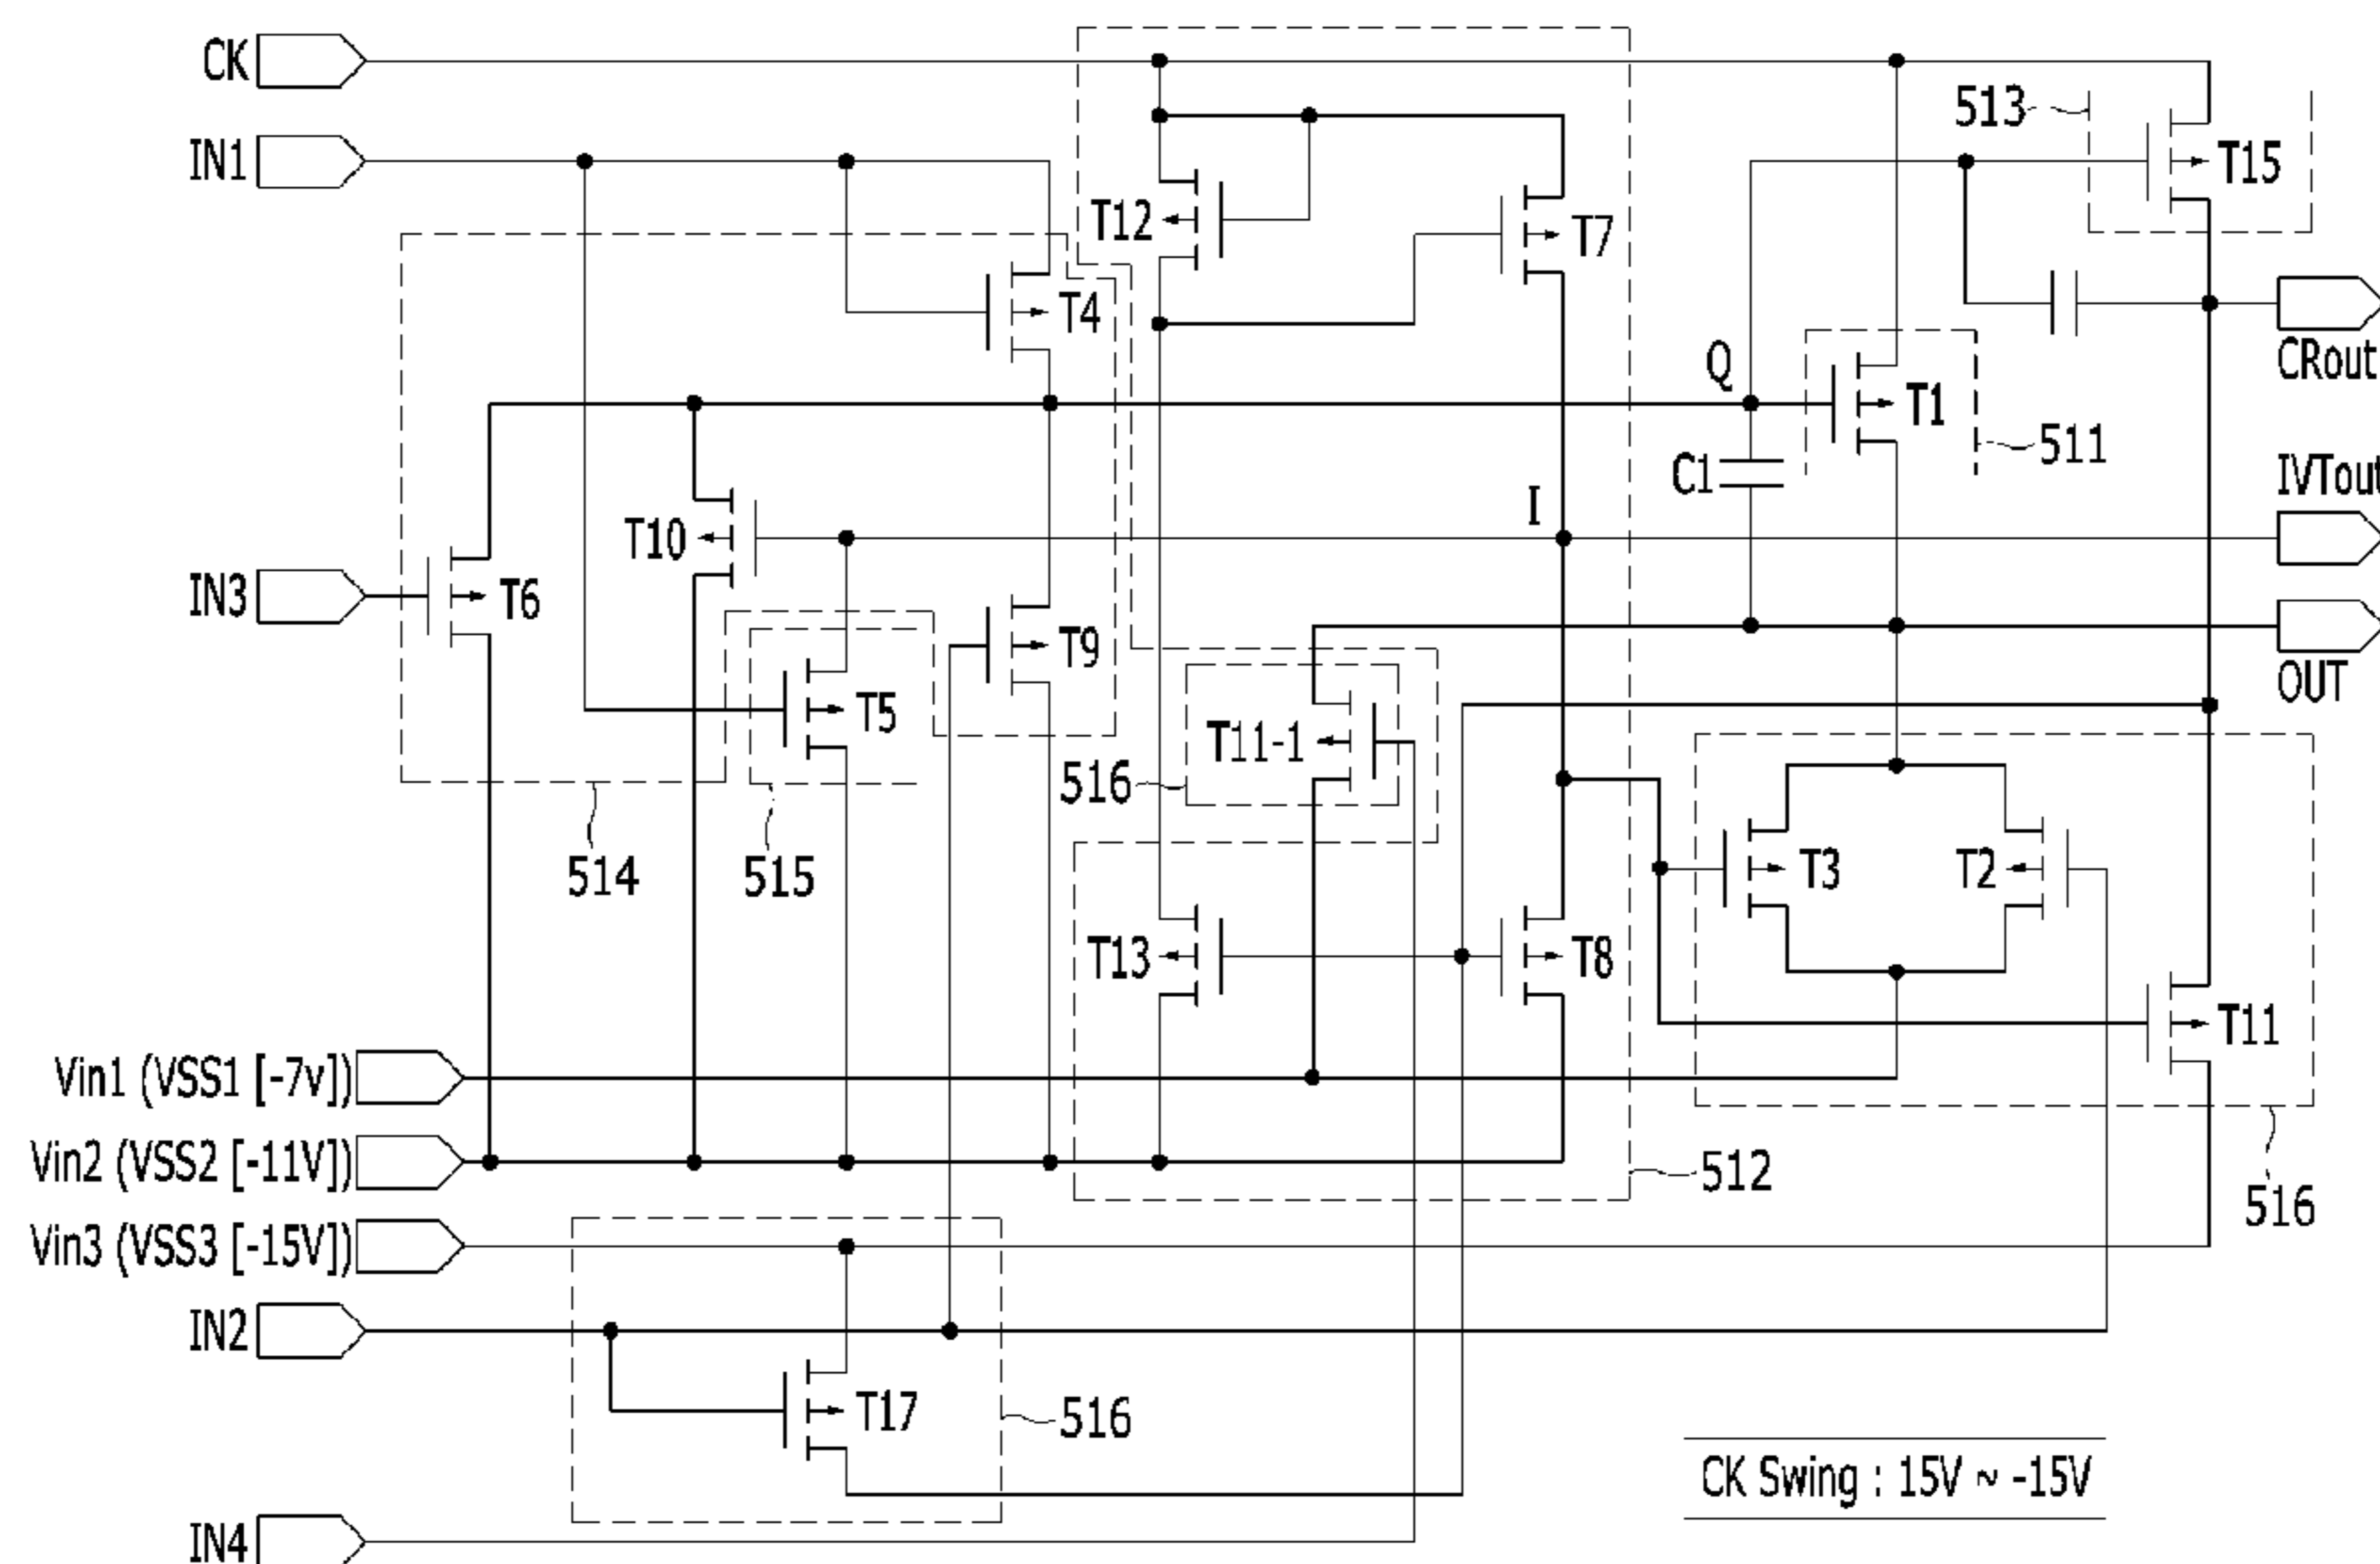 CK
513
IN1
T15
T12
T7
T4
CRout
Q
T1
511
C1
IVTout
I
T10
IN3
T6
T9
OUT
T5
T11-1
516
514
515
T3
T2
T13
T8
T11
Vin1 (VSS1 [-7v])
Vin2 (VSS2 [-11V])
512
516
Vin3 (VSS3 [-15V])
IN2
T17
516
CK Swing : 15V ~ -15V
IN4